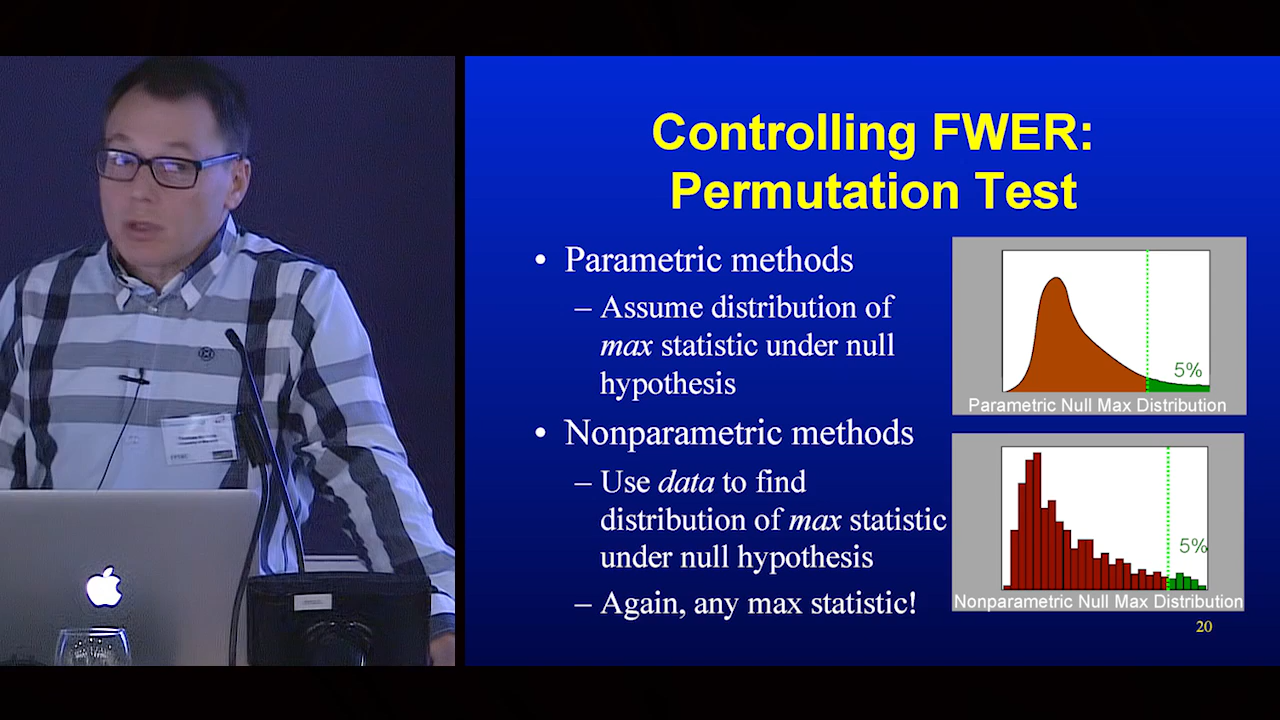 Controlling FWER:
Permutation Test
• Parametric methods
– Assume distribution of
max statistic under null
hypothesis
• Nonparametric methods
– Use data to find
distribution of max statistic
under null hypothesis
– Again, any max statistic!
5%
Parametric Null Max Distribution
5%
Nonparametric Null Max Distribution
20